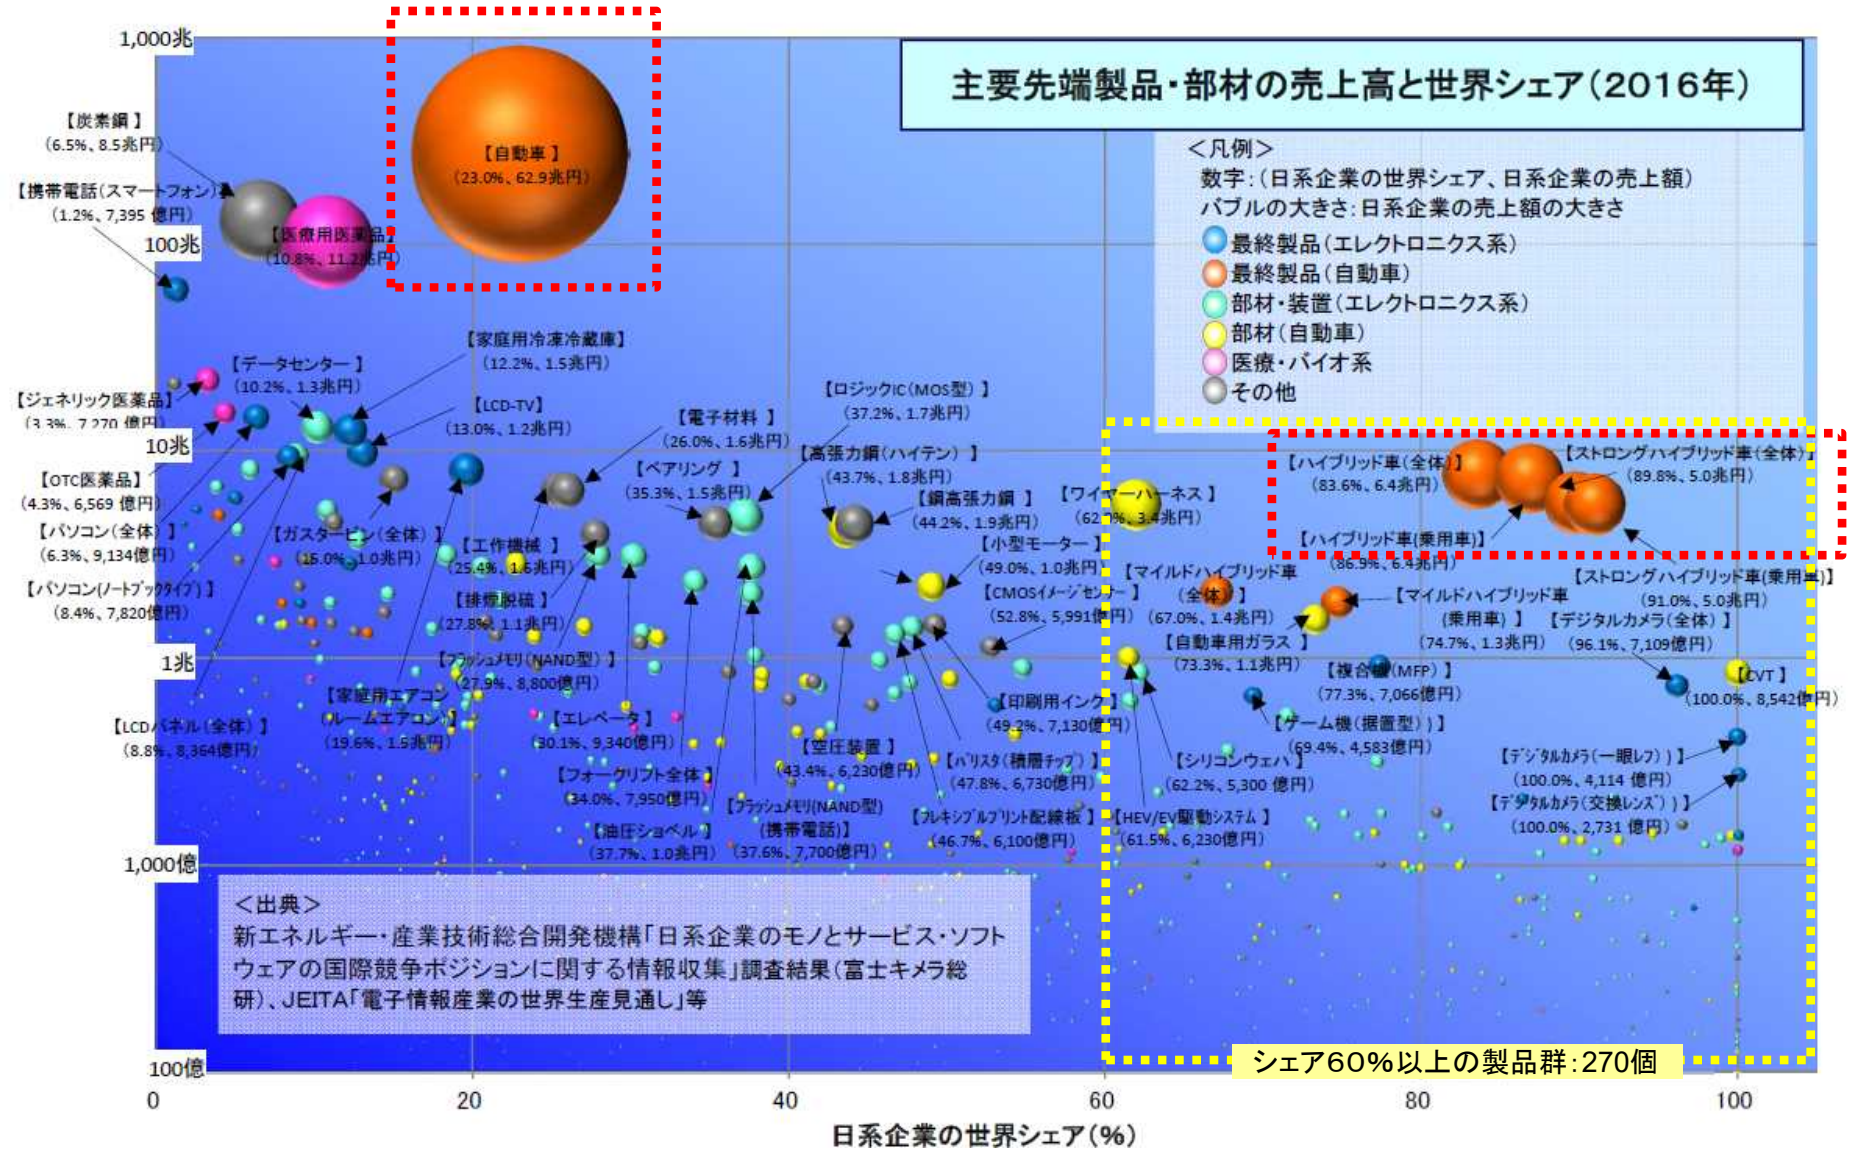 主要先端製品・部材の売上高と世界シェア(2016年)
<凡例>
数字:(日系企業の世界シェア、日系企業の売上額)
バブルの大きさ:日系企業の売上額の大きさ
最終製品(エレクトロニクス系)
最終製品(自動車)
部材・装置(エレクトロニクス系)
部材(自動車)
医療・バイオ系
その他
1,000兆
100兆
10兆
1兆
1,000億
100億
【炭素鋼】
(6.5%、8.5兆円)
【携帯電話(スマートフォン)】
(1.2%、7,395 億円)
【自動車】
(23.0%、62.9兆円)
【医療用医薬品】
(10.8%、11.2兆円)
【家庭用冷凍冷蔵庫】
(12.2%、1.5兆円)
【データセンター】
(10.2%、1.3兆円)
【ジェネリック医薬品】
(3.3%、7,270 億円)
【LCD-TV】
(13.0%、1.2兆円)
【電子材料】
(26.0%、1.6兆円)
【ロジックIC(MOS型)】
(37.2%、1.7兆円)
【OTC医薬品】
(4.3%、6,569 億円)
【ベアリング】
(35.3%、1.5兆円)
【高張力鋼(ハイテン)】
(43.7%、1.8兆円)
【鋼高張力鋼】
(44.2%、1.9兆円)
【ワイヤーハーネス】
(62.0%、3.4兆円)
【ハイブリッド車(全体)】
(83.6%、6.4兆円)
【ストロングハイブリッド車(全体)】
(89.8%、5.0兆円)
【パソコン(全体)】
(6.3%、9,134億円)
【ガスタービン(全体)】
(15.0%、1.0兆円)
【工作機械】
(25.4%、1.6兆円)
【小型モーター】
(49.0%、1.0兆円)
【ハイブリッド車(乗用車)】
(86.9%、6.4兆円)
【ストロングハイブリッド車(乗用車)】
(91.0%、5.0兆円)
【パソコン(ノートブックタイプ)】
(8.4%、7,820億円)
【排煙脱硫】
(27.8%、1.1兆円)
【CMOSイメージセンサー】
(52.8%、5,991億円)
【マイルドハイブリッド車
(全体)】
(67.0%、1.4兆円)
【マイルドハイブリッド車
(乗用車)】
(74.7%、1.3兆円)
【デジタルカメラ(全体)】
(96.1%、7,109億円)
【自動車用ガラス】
(73.3%、1.1兆円)
【フラッシュメモリ(NAND型)】
(27.9%、8,800億円)
【複合機(MFP)】
(77.3%、7,066億円)
【CVT】
(100.0%、8,542億円)
【家庭用エアコン
(ルームエアコン)】
(19.6%、1.5兆円)
【LCDパネル(全体)】
(8.8%、8,364億円)
【エレベータ】
(30.1%、9,340億円)
【印刷用インク】
(49.2%、7,130億円)
【ゲーム機(据置型)】
(69.4%、4,583億円)
【空圧装置】
(43.4%、6,230億円)
【バリスタ(積層チップ)】
(47.8%、6,730億円)
【シリコンウェハ】
(62.2%、5,300 億円)
【デジタルカメラ(一眼レフ)】
(100.0%、4,114 億円)
【フォークリフト全体】
(34.0%、7,950億円)
【フラッシュメモリ(NAND型)
(携帯電話)】
(37.6%、7,700億円)
【油圧ショベル】
(37.7%、1.0兆円)
【フレキシブルプリント配線板】
(46.7%、6,100億円)
【HEV/EV駆動システム】
(61.5%、6,230億円)
【デジタルカメラ(交換レンズ)】
(100.0%、2,731 億円)
<出典>
新エネルギー・産業技術総合開発機構「日系企業のモノとサービス・ソフト
ウェアの国際競争ポジションに関する情報収集」調査結果(富士キメラ総
研)、JEITA「電子情報産業の世界生産見通し」等
シェア60%以上の製品群:270個
0
20
40
60
80
100
日系企業の世界シェア(%)